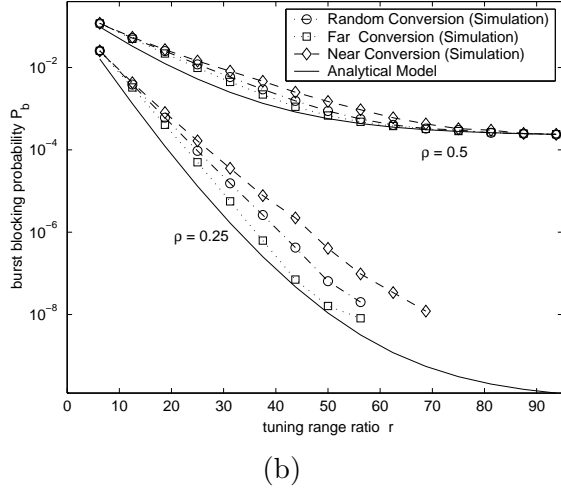 Random Conversion (Simulation)
Far Conversion (Simulation)
Near Conversion (Simulation)
Analytical Model
burst blocking probability P_b
10^-2
10^-4
10^-6
10^-8
ρ = 0.5
ρ = 0.25
0 10 20 30 40 50 60 70 80 90
tuning range ratio r
(b)